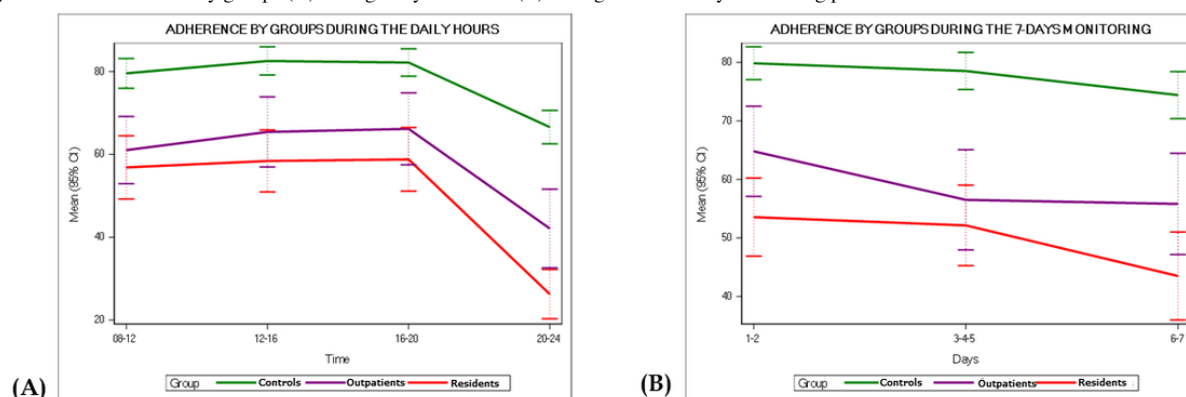 ADHERENCE BY GROUPS DURING THE DAILY HOURS
80
60
40
20
Mean (95% CI)
08-12 12-16 16-20 20-24
Time
Group Controls Outpatients Residents
(A)
ADHERENCE BY GROUPS DURING THE 7-DAYS MONITORING
80
70
60
50
40
Mean (95% CI)
1-2 3-4-5 6-7
Days
Group Controls Outpatients Residents
(B)